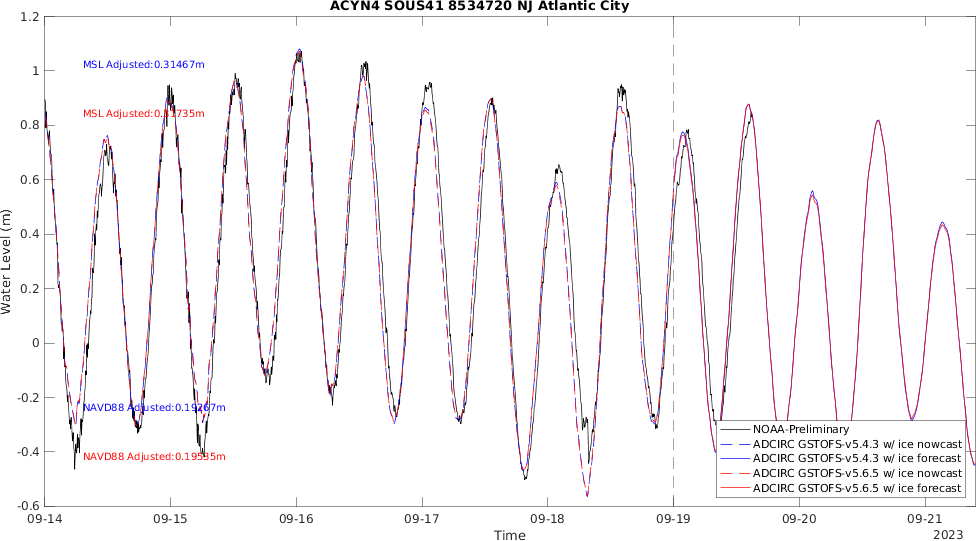 ACYN4 SOUS41 8534720 NJ Atlantic City
1.2
1
0.8
0.6
0.4
0.2
0
-0.2
-0.4
-0.6
Water Level (m)
MSL Adjusted:0.31467m
MSL Adjusted:0.31735m
NAVD88 Adjusted:0.19267m
NAVD88 Adjusted:0.19535m
NOAA-Preliminary
ADCIRC GSTOFS-v5.4.3 w/ ice nowcast
ADCIRC GSTOFS-v5.4.3 w/ ice forecast
ADCIRC GSTOFS-v5.6.5 w/ ice nowcast
ADCIRC GSTOFS-v5.6.5 w/ ice forecast
09-14 09-15 09-16 09-17 09-18 09-19 09-20 09-21
Time
2023